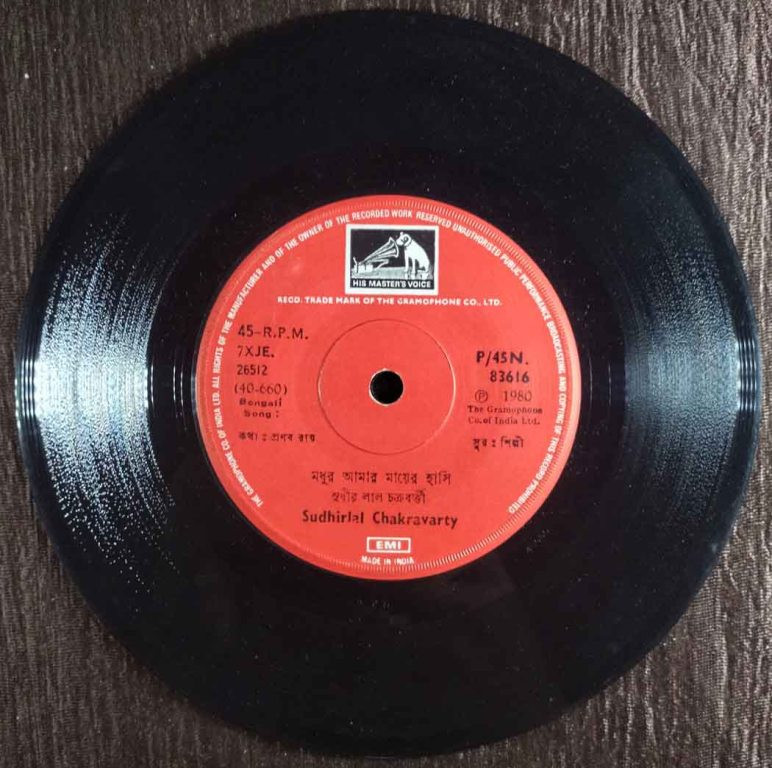 THE GRAMOPHONE CO. OF INDIA LTD. ALL RIGHTS OF THE MANUFACTURER AND OF THE OWNER OF THE RECORDED WORK RESERVED UNAUTHORISED PUBLIC PERFORMANCE BROADCASTING AND COPYING OF THIS RECORD PROHIBITED
HIS MASTER'S VOICE
REGD. TRADE MARK OF THE GRAMOPHONE CO., LTD.
45-R.P.M.
7XJE.
26512
(40-660)
Bengali
Song :
কথা : প্রণব রায়
P/45N.
83616
Ⓟ 1980
The Gramophone
Co. of India Ltd.
সুর : শিল্পী
মধুর আমার মায়ের হাসি
সুধীর লাল চক্রবর্ত্তী
Sudhirlal Chakravarty
EMI
MADE IN INDIA